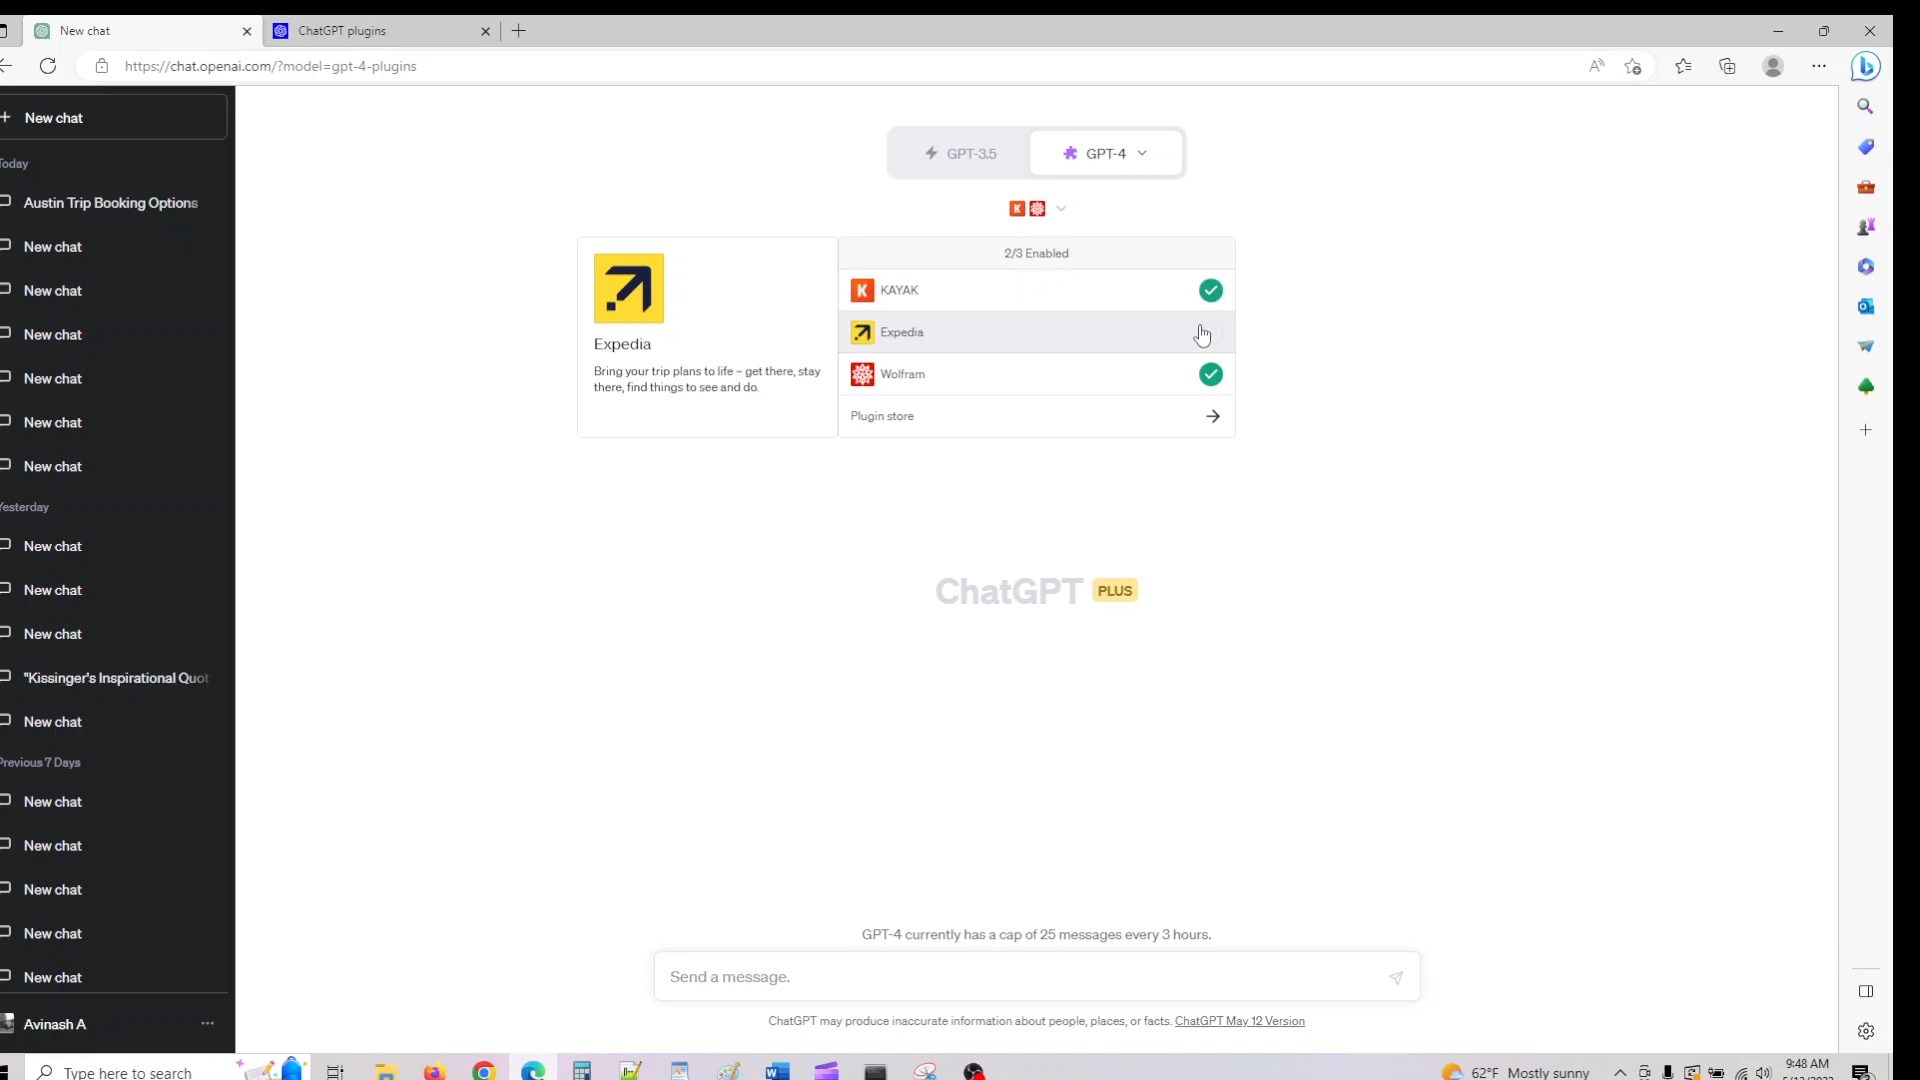 New chat
ChatGPT plugins
https://chat.openai.com/?model=gpt-4-plugins
New chat
Today
Austin Trip Booking Options
New chat
New chat
New chat
New chat
New chat
New chat
Yesterday
New chat
New chat
New chat
"Kissinger's Inspirational Quot
New chat
Previous 7 Days
New chat
New chat
New chat
New chat
New chat
Avinash A
GPT-3.5
GPT-4
2/3 Enabled
KAYAK
Expedia
Wolfram
Plugin store
Expedia
Bring your trip plans to life – get there, stay
there, find things to see and do.
ChatGPT PLUS
GPT-4 currently has a cap of 25 messages every 3 hours.
Send a message.
ChatGPT may produce inaccurate information about people, places, or facts. ChatGPT May 12 Version
Type here to search
62°F Mostly sunny
9:48 AM